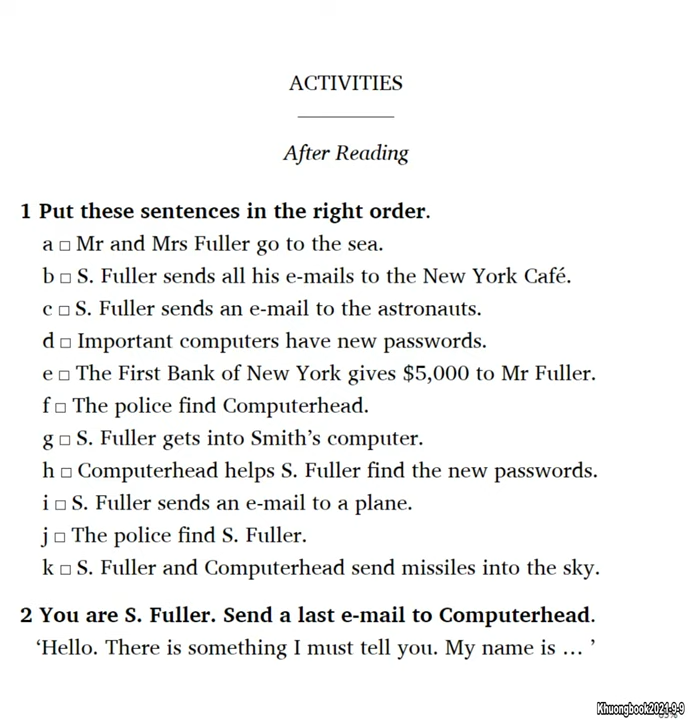 ACTIVITIES
After Reading
1 Put these sentences in the right order.
a □ Mr and Mrs Fuller go to the sea.
b □ S. Fuller sends all his e-mails to the New York Café.
c □ S. Fuller sends an e-mail to the astronauts.
d □ Important computers have new passwords.
e □ The First Bank of New York gives $5,000 to Mr Fuller.
f □ The police find Computerhead.
g □ S. Fuller gets into Smith’s computer.
h □ Computerhead helps S. Fuller find the new passwords.
i □ S. Fuller sends an e-mail to a plane.
j □ The police find S. Fuller.
k □ S. Fuller and Computerhead send missiles into the sky.
2 You are S. Fuller. Send a last e-mail to Computerhead.
‘Hello. There is something I must tell you. My name is … ’
Khuongbook2021-9-9